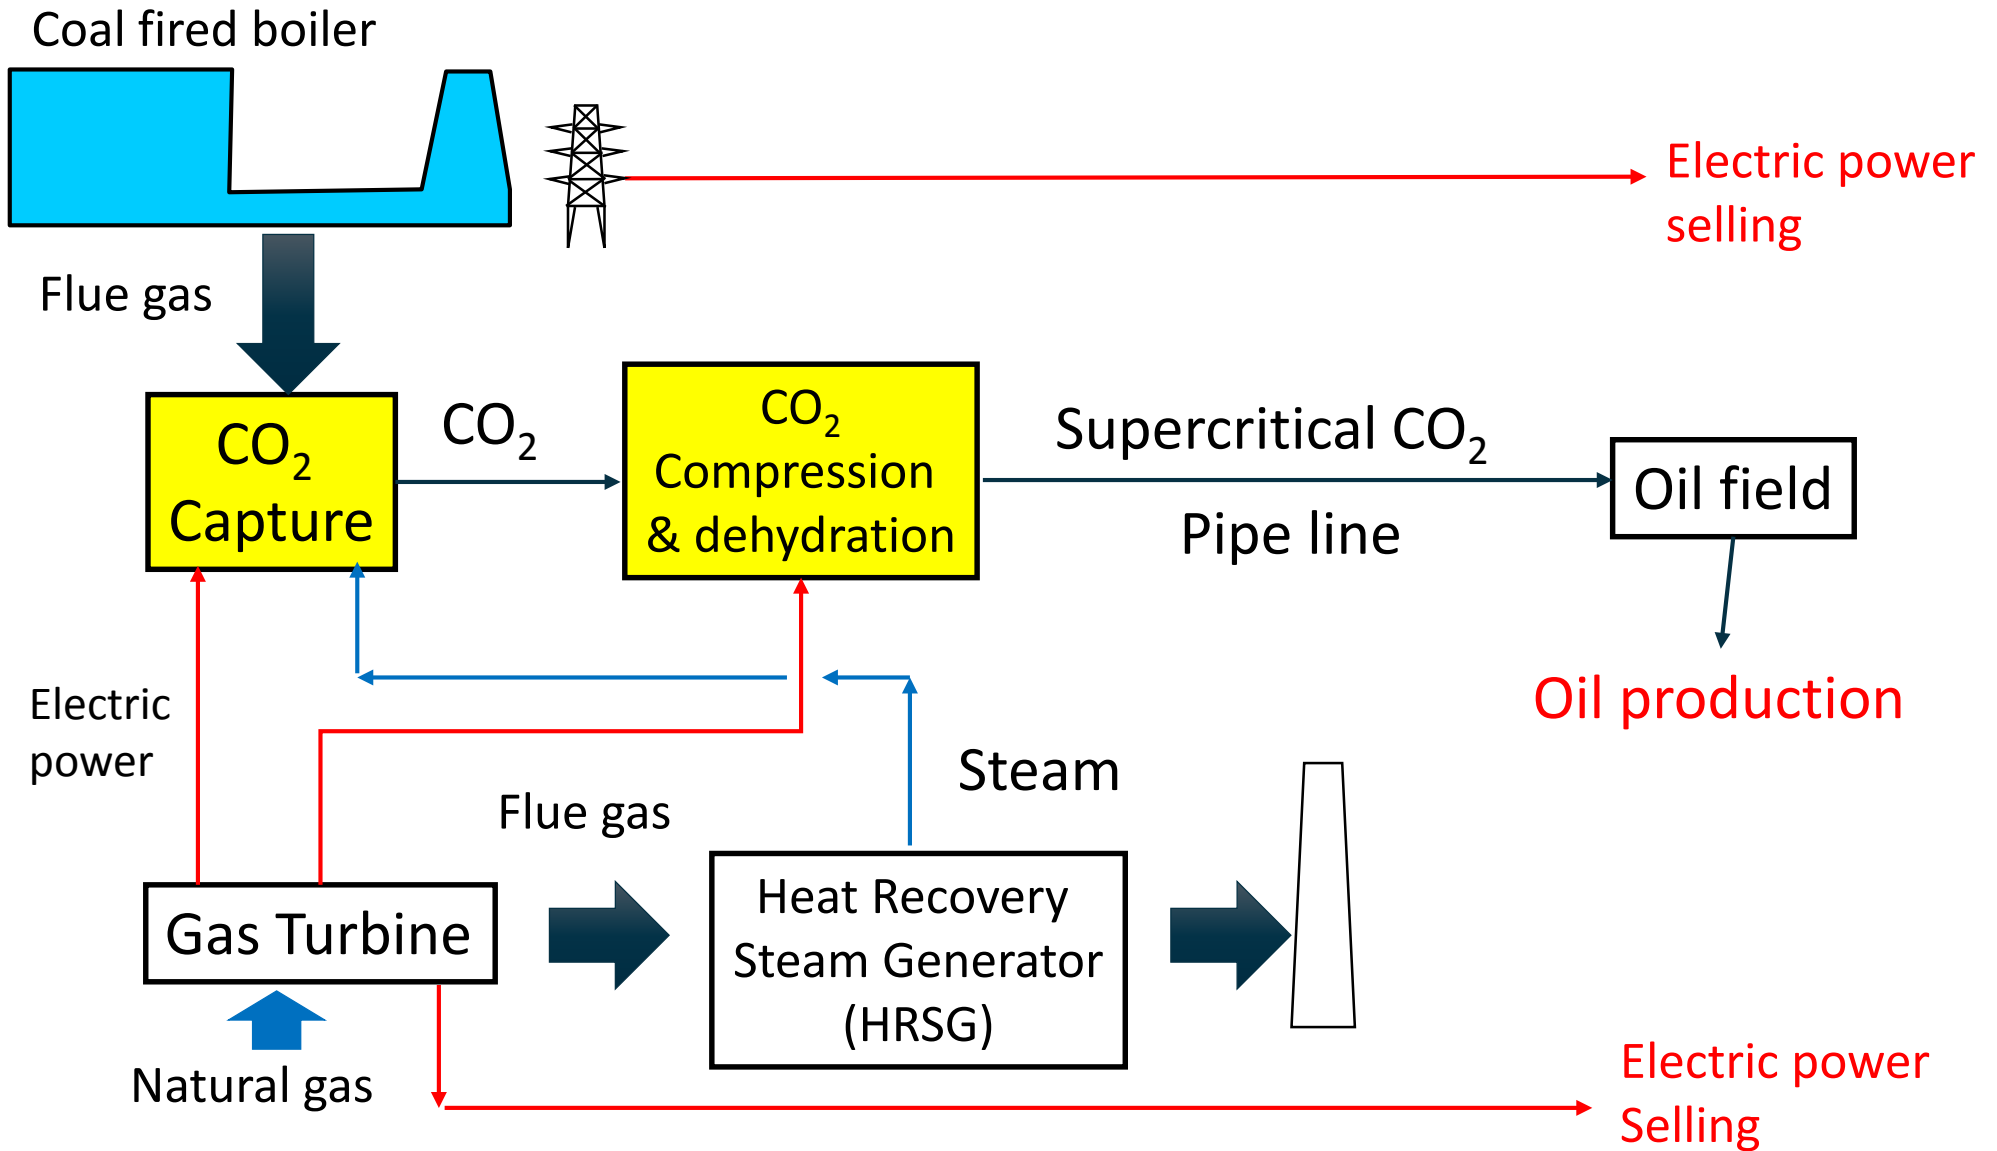 Coal fired boiler
Electric power
selling
Flue gas
CO₂
Capture
CO₂
CO₂
Compression
& dehydration
Supercritical CO₂
Pipe line
Oil field
Oil production
Electric
power
Steam
Flue gas
Gas Turbine
Heat Recovery
Steam Generator
(HRSG)
Natural gas
Electric power
Selling